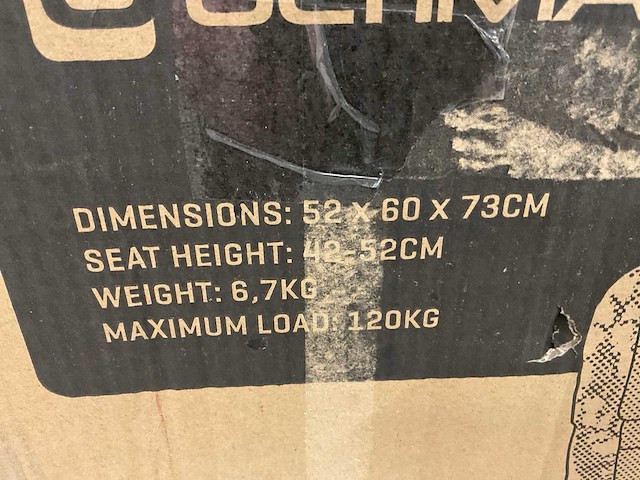 DIMENSIONS: 52 X 60 X 73CM
SEAT HEIGHT: 42-52CM
WEIGHT: 6,7KG
MAXIMUM LOAD: 120KG